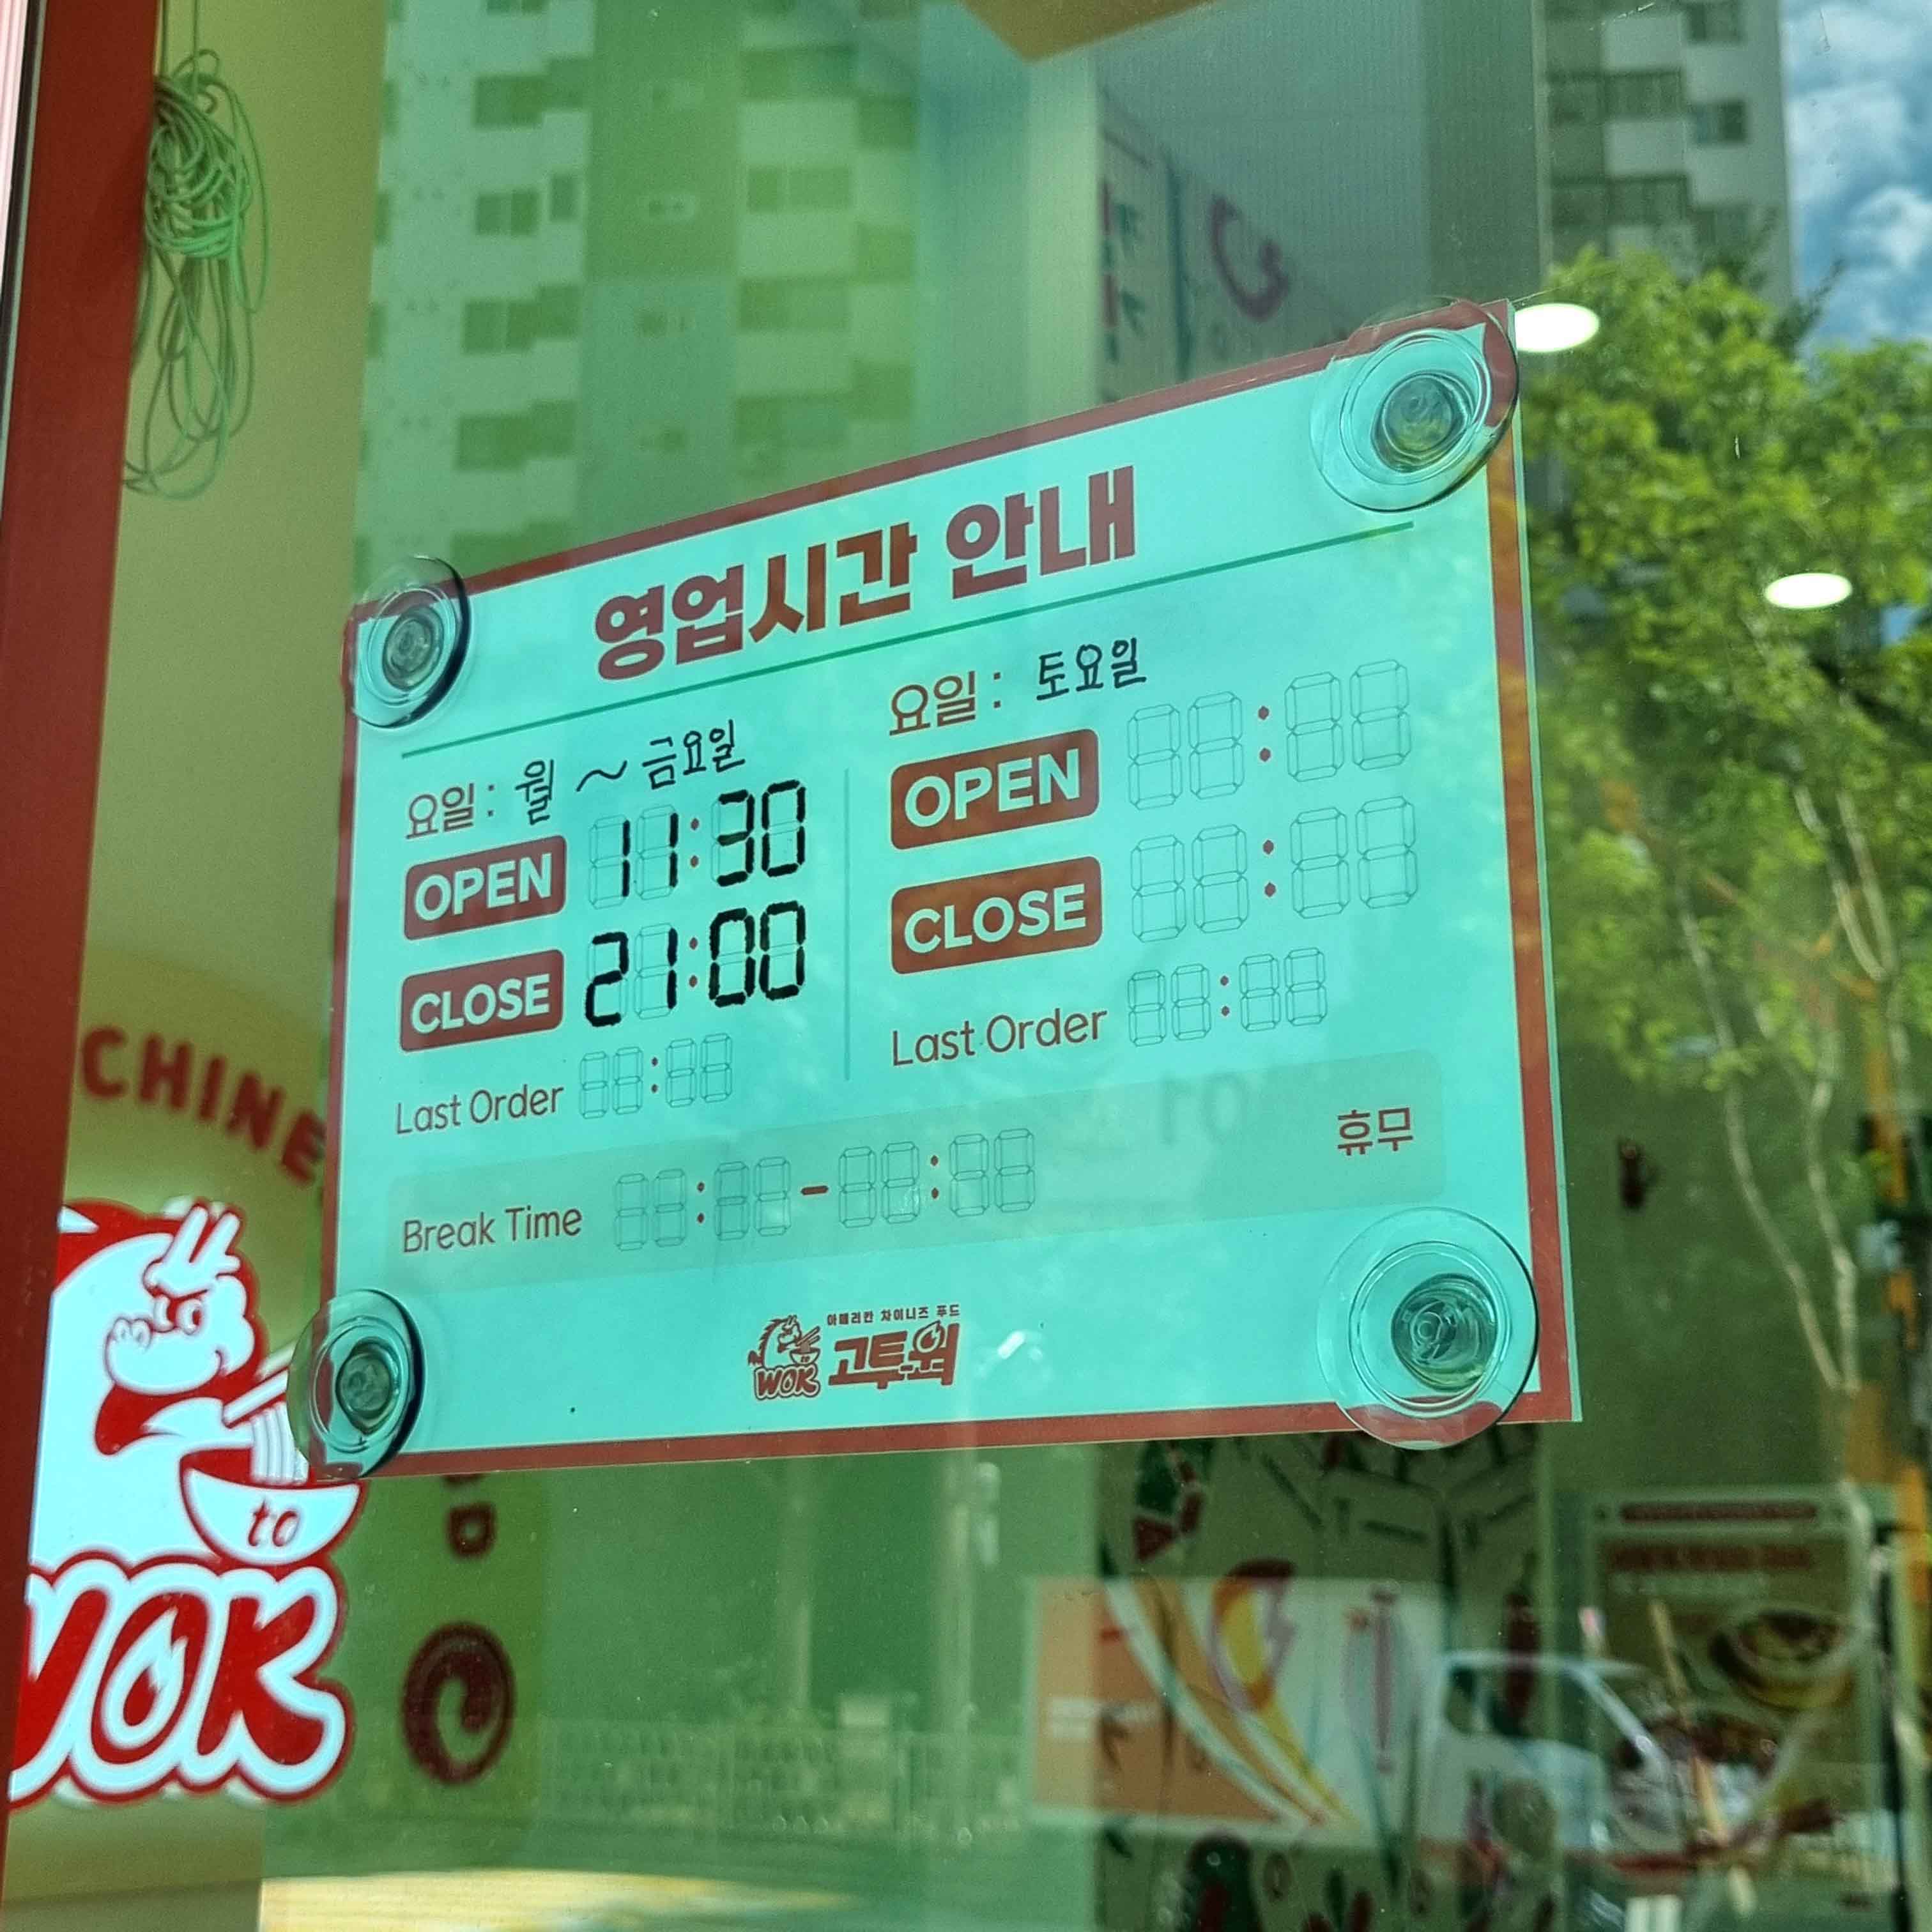 영업시간 안내
요일 : 월 ~ 금요일
OPEN 11:30
CLOSE 21:00
Last Order
요일 : 토요일
OPEN
CLOSE
Last Order
Break Time
휴무
아메리칸 차이니즈 푸드
to
WOK
고투웍
CHINE
to
WOK